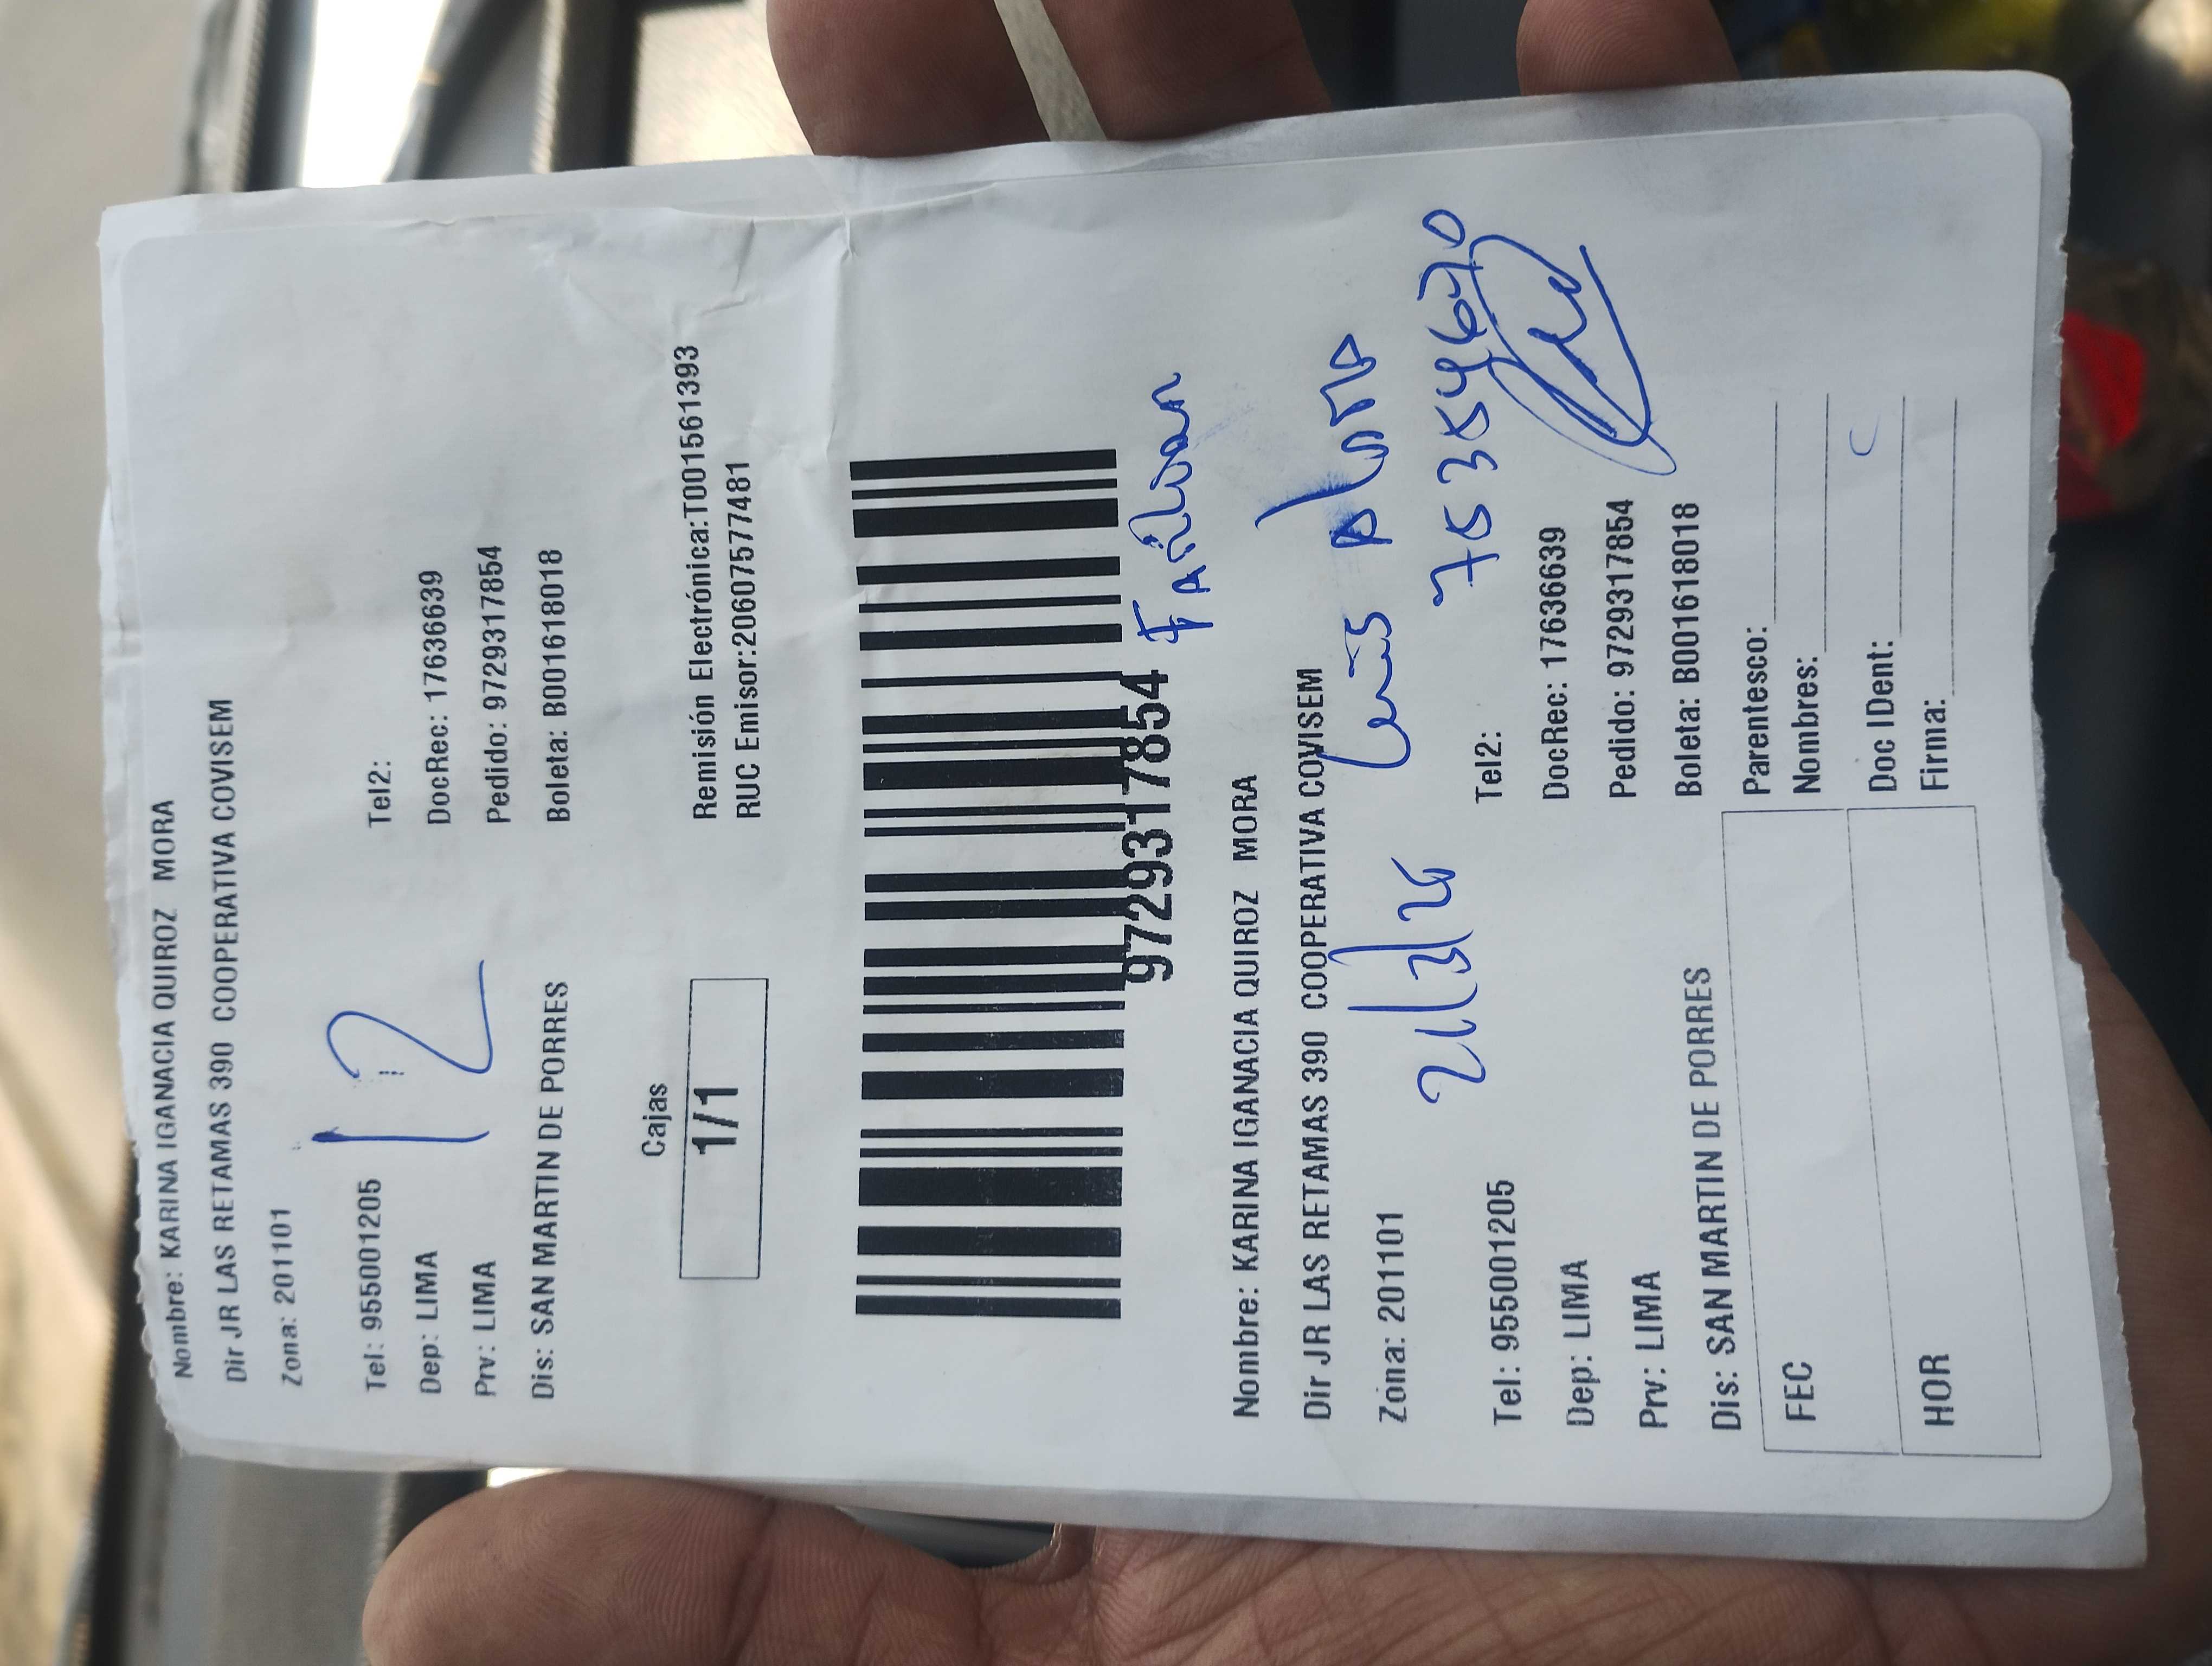 Nombre: KARINA IGANACIA QUIROZ MORA
Dir JR LAS RETAMAS 390 COOPERATIVA COVISEM
Zona: 201101
12
Tel: 955001205 Tel2:
Dep: LIMA DocRec: 17636639
Prv: LIMA Pedido: 9729317854
Dis: SAN MARTIN DE PORRES Boleta: B001618018
Cajas
1/1
Remisión Electrónica:T001561393
RUC Emisor:20607577481
9729317854
Nombre: KARINA IGANACIA QUIROZ MORA
Dir JR LAS RETAMAS 390 COOPERATIVA COVISEM
Luis
Zona: 201101
Tel: 955001205 Tel2:
Dep: LIMA DocRec: 17636639
Prv: LIMA Pedido: 9729317854
Dis: SAN MARTIN DE PORRES Boleta: B001618018
FEC
Parentesco:
Nombres:
HOR
Doc IDent:
Firma: